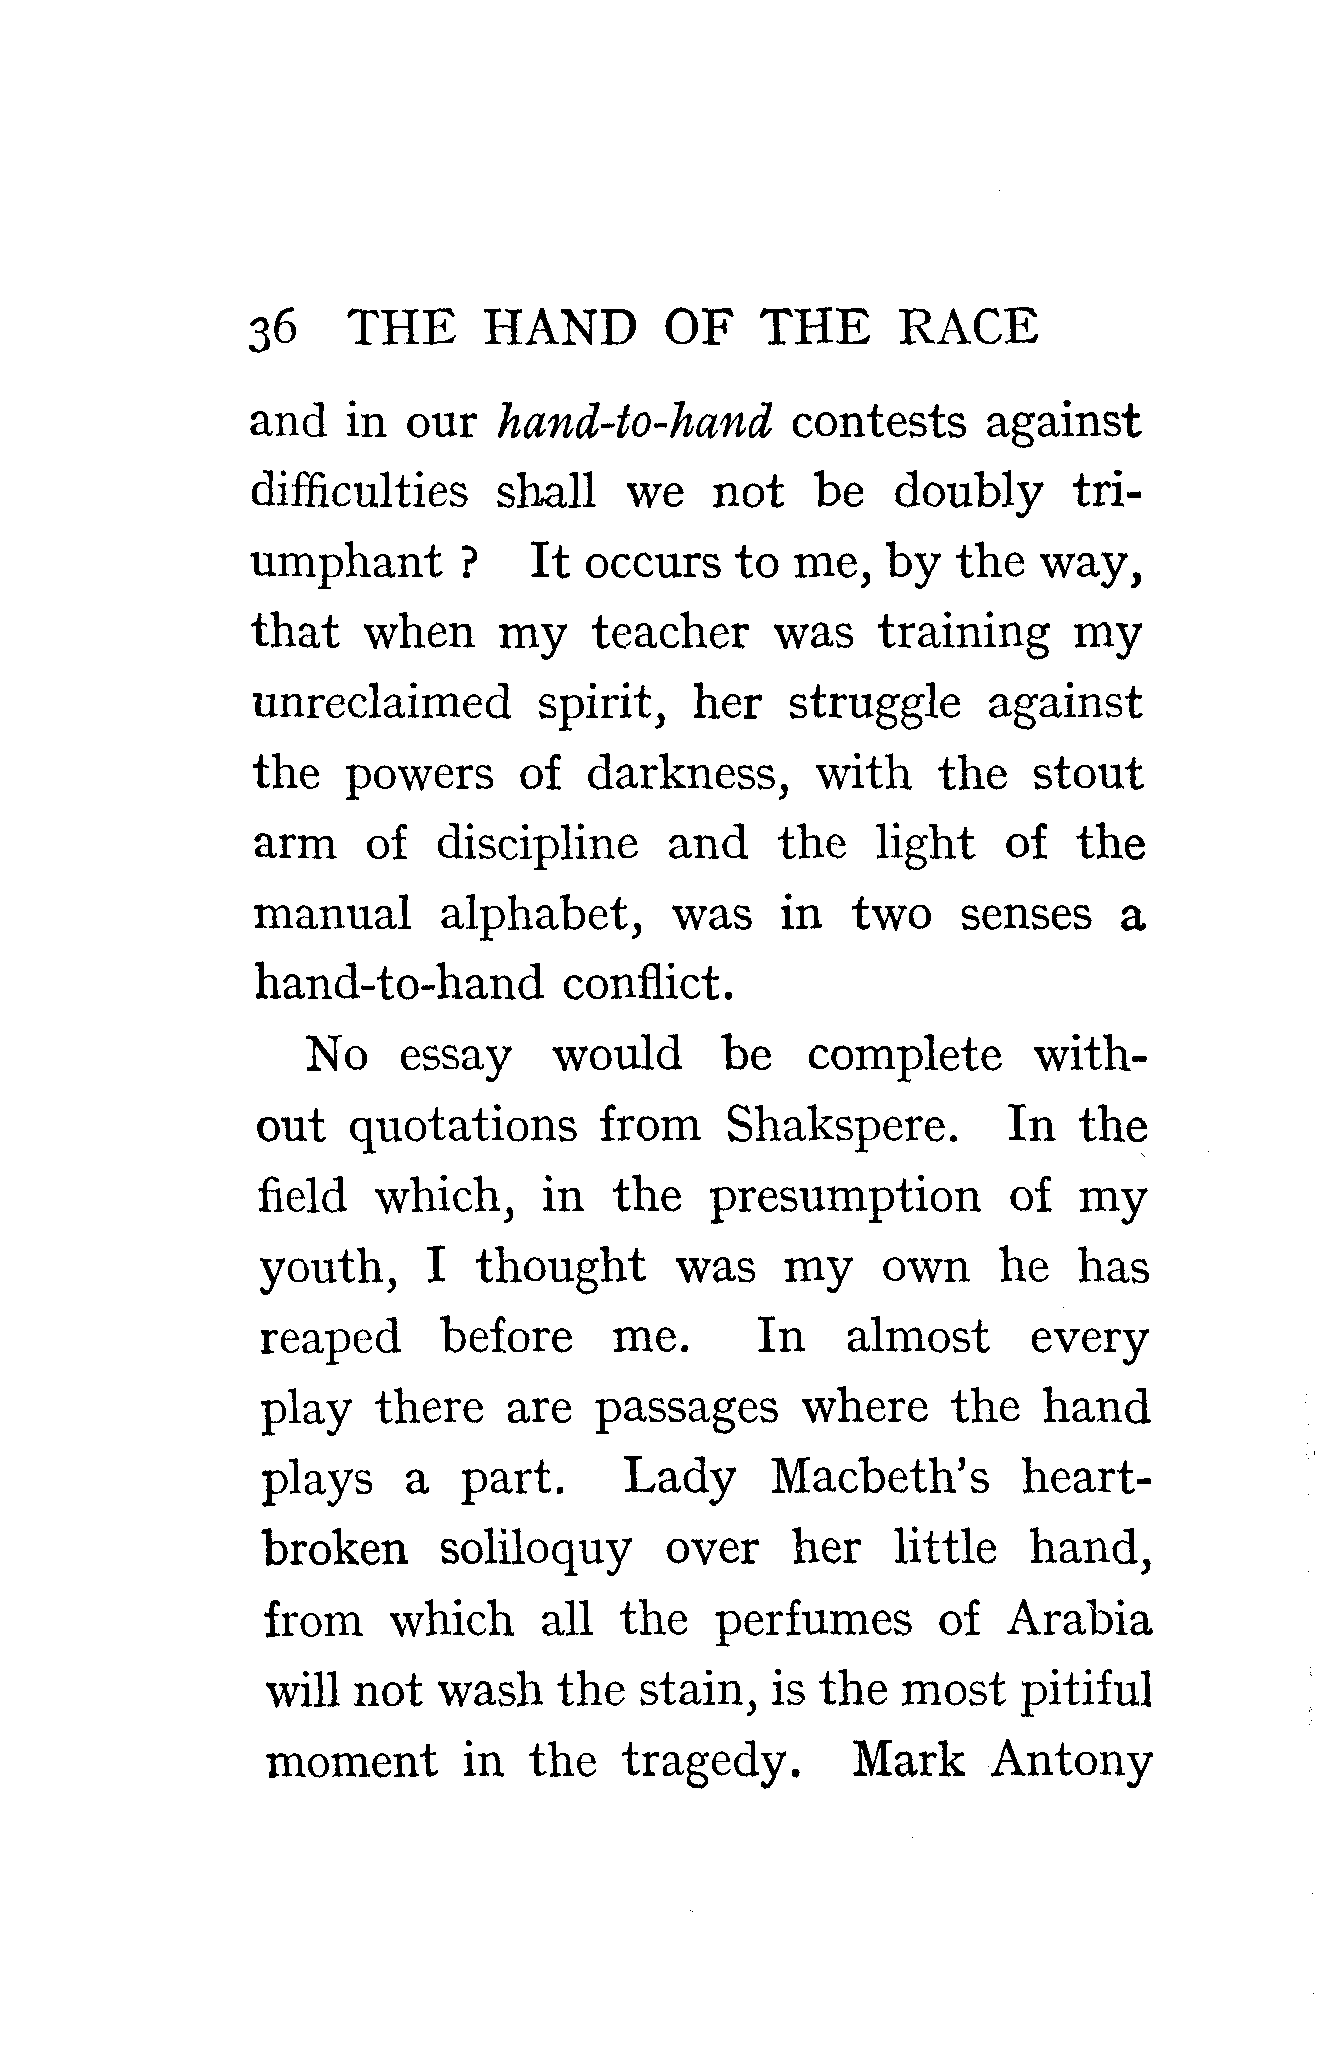 36 THE HAND OF THE RACE
and in our hand-to-hand contests against
difficulties shall we not be doubly tri-
umphant ? It occurs to me, by the way,
that when my teacher was training my
unreclaimed spirit, her struggle against
the powers of darkness, with the stout
arm of discipline and the light of the
manual alphabet, was in two senses a
hand-to-hand conflict.
No essay would be complete with-
out quotations from Shakspere. In the
field which, in the presumption of my
youth, I thought was my own he has
reaped before me. In almost every
play there are passages where the hand
plays a part. Lady Macbeth's heart-
broken soliloquy over her little hand,
from which all the perfumes of Arabia
will not wash the stain, is the most pitiful
moment in the tragedy. Mark Antony